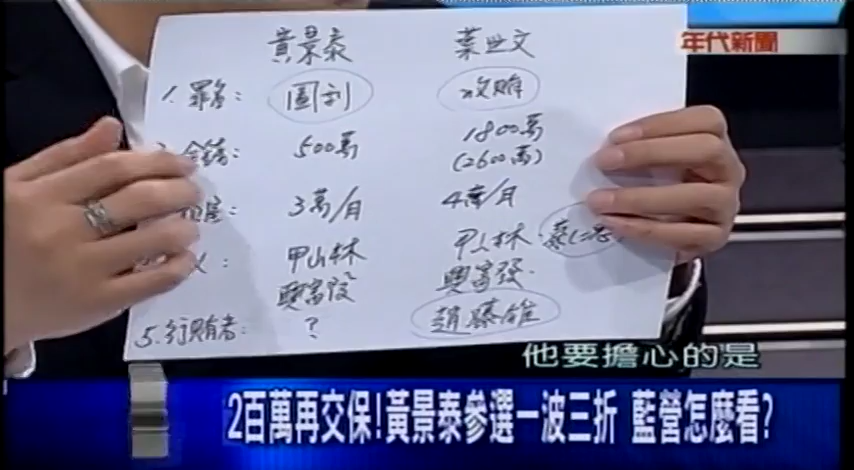 年代新聞
黃景泰 葉世文
1. 罪名: 圖利 收賄
金錢: 500萬 1800萬
(2600萬)
3萬/月 4萬/月
甲山林 甲山林.
興富發 興富發.
5. 行賄者: ? 趙藤雄
他要擔心的是
2百萬再交保!黃景泰參選一波三折 藍營怎麼看?